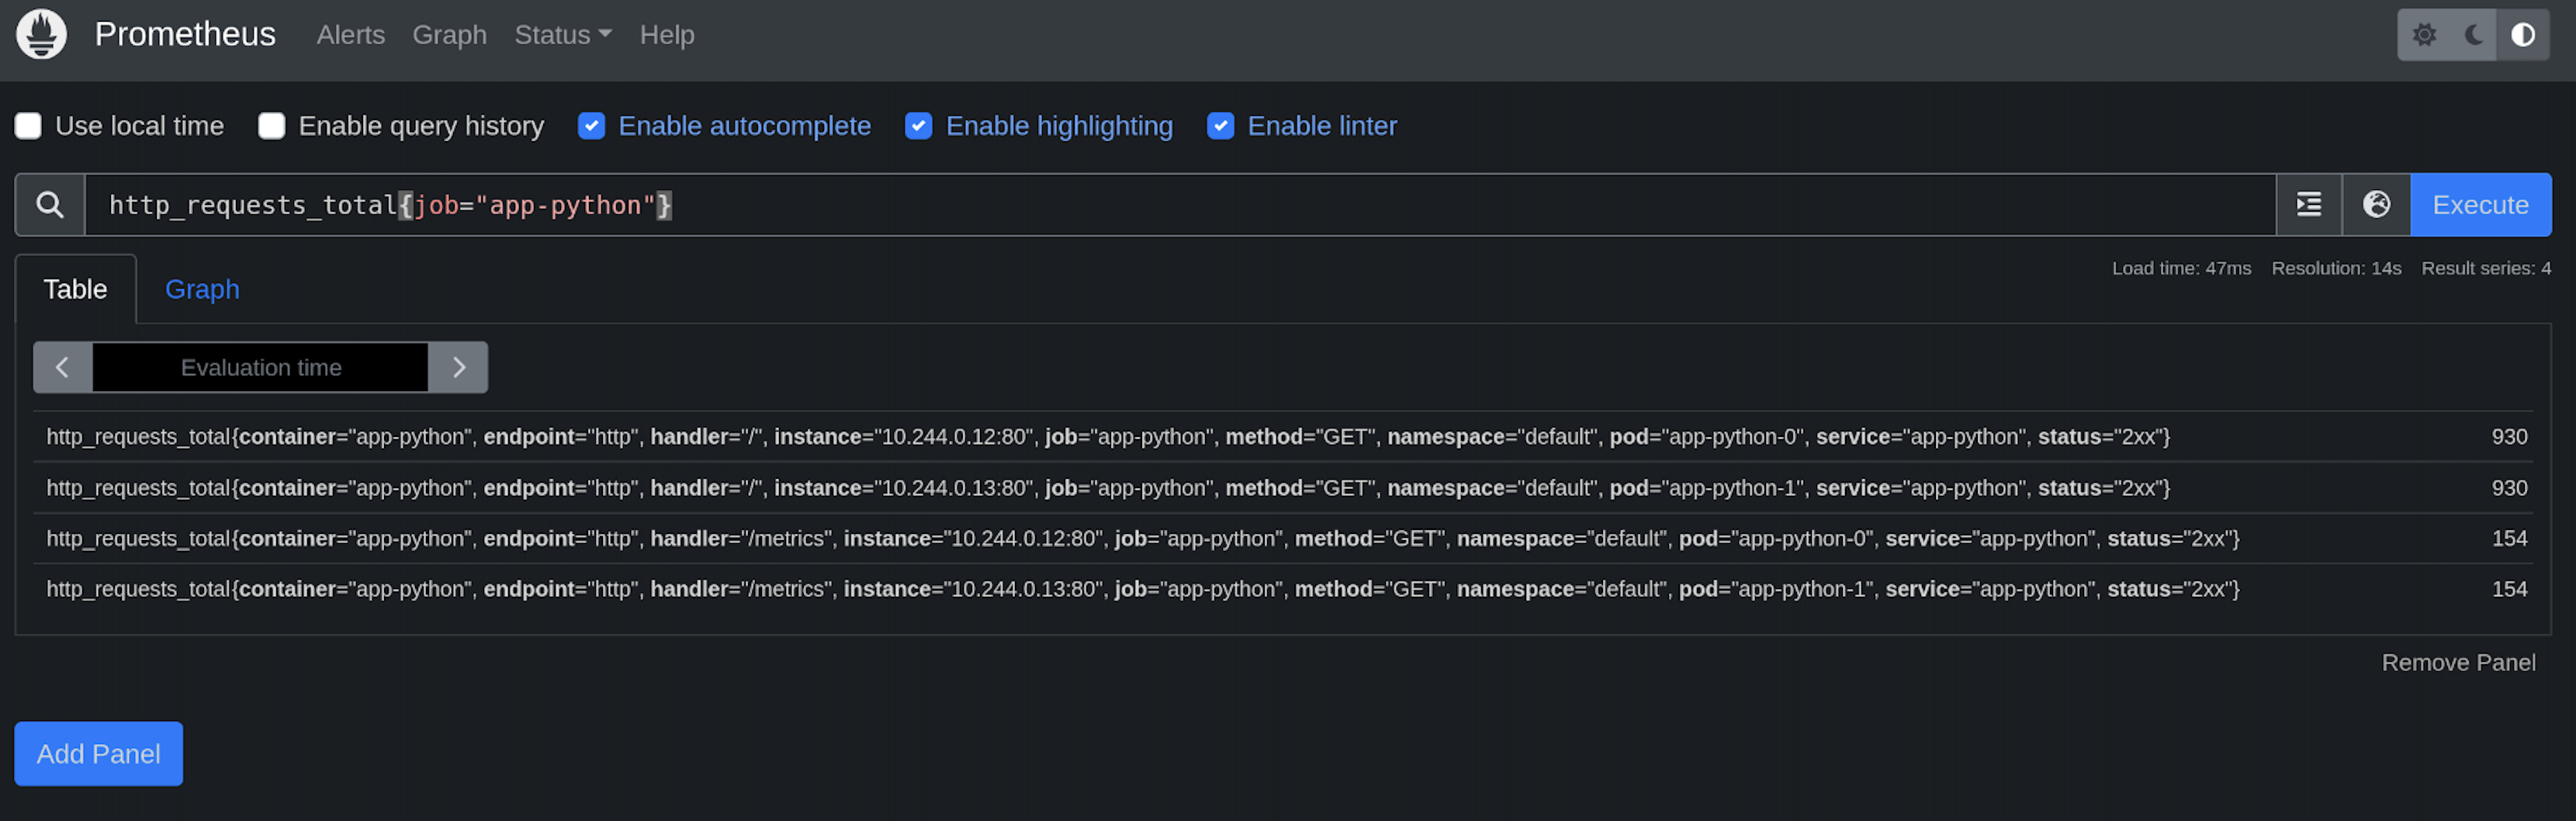 Prometheus Alerts Graph Status Help
Use local time Enable query history Enable autocomplete Enable highlighting Enable linter
http_requests_total{job="app-python"} Execute
Load time: 47ms Resolution: 14s Result series: 4
Table Graph
Evaluation time
http_requests_total{container="app-python", endpoint="http", handler="/", instance="10.244.0.12:80", job="app-python", method="GET", namespace="default", pod="app-python-0", service="app-python", status="2xx"} 930
http_requests_total{container="app-python", endpoint="http", handler="/", instance="10.244.0.13:80", job="app-python", method="GET", namespace="default", pod="app-python-1", service="app-python", status="2xx"} 930
http_requests_total{container="app-python", endpoint="http", handler="/metrics", instance="10.244.0.12:80", job="app-python", method="GET", namespace="default", pod="app-python-0", service="app-python", status="2xx"} 154
http_requests_total{container="app-python", endpoint="http", handler="/metrics", instance="10.244.0.13:80", job="app-python", method="GET", namespace="default", pod="app-python-1", service="app-python", status="2xx"} 154
Remove Panel
Add Panel